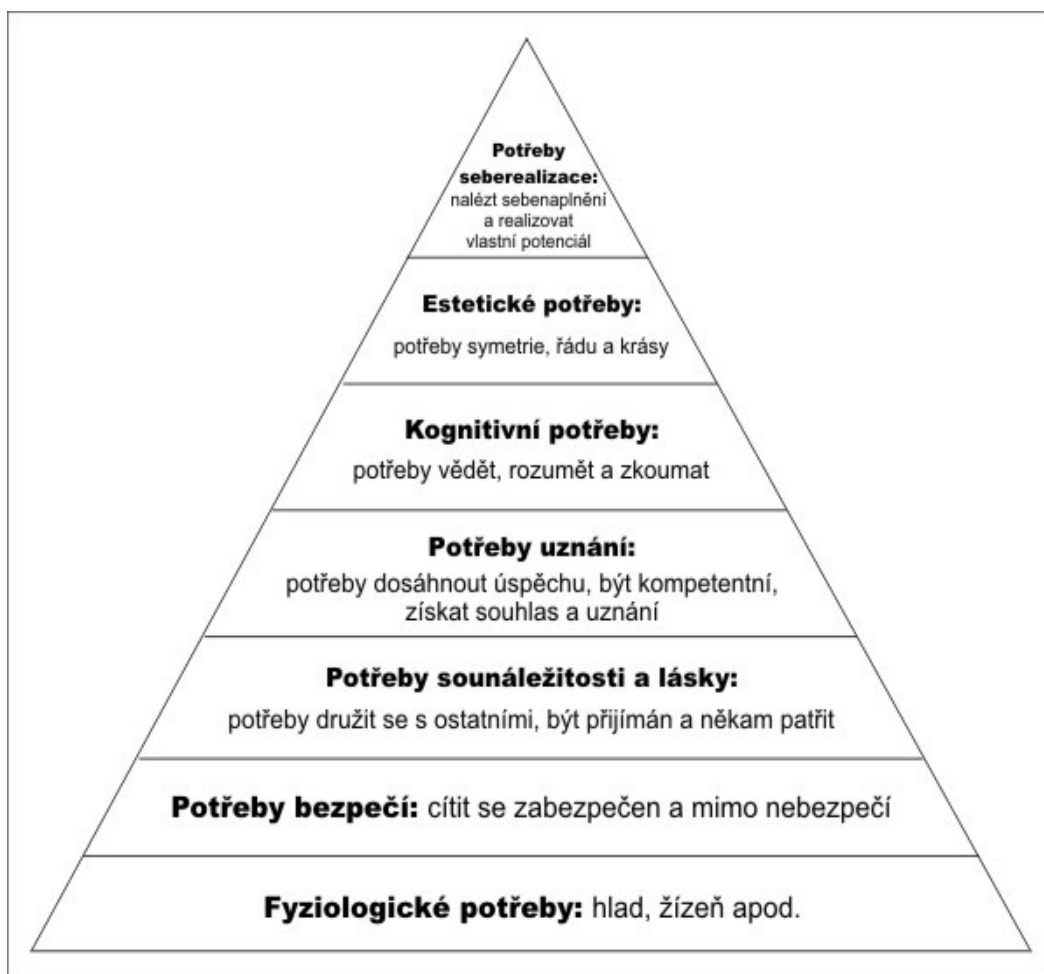 Potřeby
seberealizace:
nalézt sebenaplnění
a realizovat
vlastní potenciál
Estetické potřeby:
potřeby symetrie, řádu a krásy
Kognitivní potřeby:
potřeby vědět, rozumět a zkoumat
Potřeby uznání:
potřeby dosáhnout úspěchu, být kompetentní,
získat souhlas a uznání
Potřeby sounáležitosti a lásky:
potřeby družit se s ostatními, být přijímán a někam patřit
Potřeby bezpečí: cítit se zabezpečen a mimo nebezpečí
Fyziologické potřeby: hlad, žízeň apod.